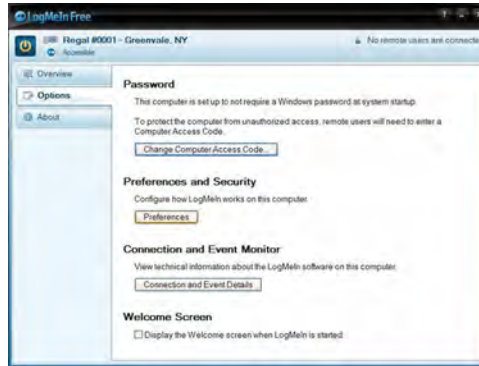 LogMeIn Free
Regal #0001 - Greenvale, NY
No remote users are connecte
Accessible
Overview
Options
About
Password
This computer is set up to not require a Windows password at system startup.
To protect the computer from unauthorized access, remote users will need to enter a
Computer Access Code.
Change Computer Access Code...
Preferences and Security
Configure how LogMeIn works on this computer.
Preferences
Connection and Event Monitor
View technical information about the LogMeIn software on this computer.
Connection and Event Details
Welcome Screen
Display the Welcome screen when LogMeIn is started